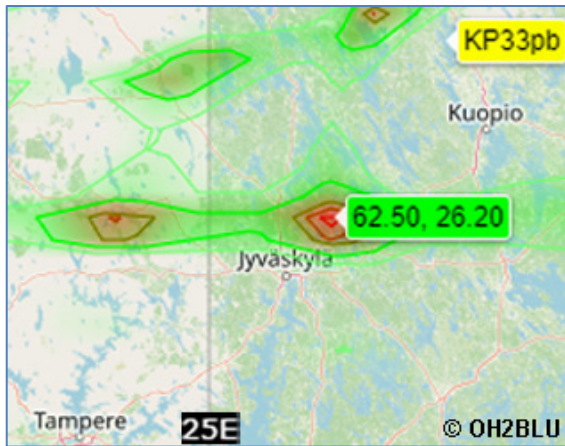 KP33pb
Kuopio
62.50, 26.20
Jyväskylä
Tampere
25E
© OH2BLU